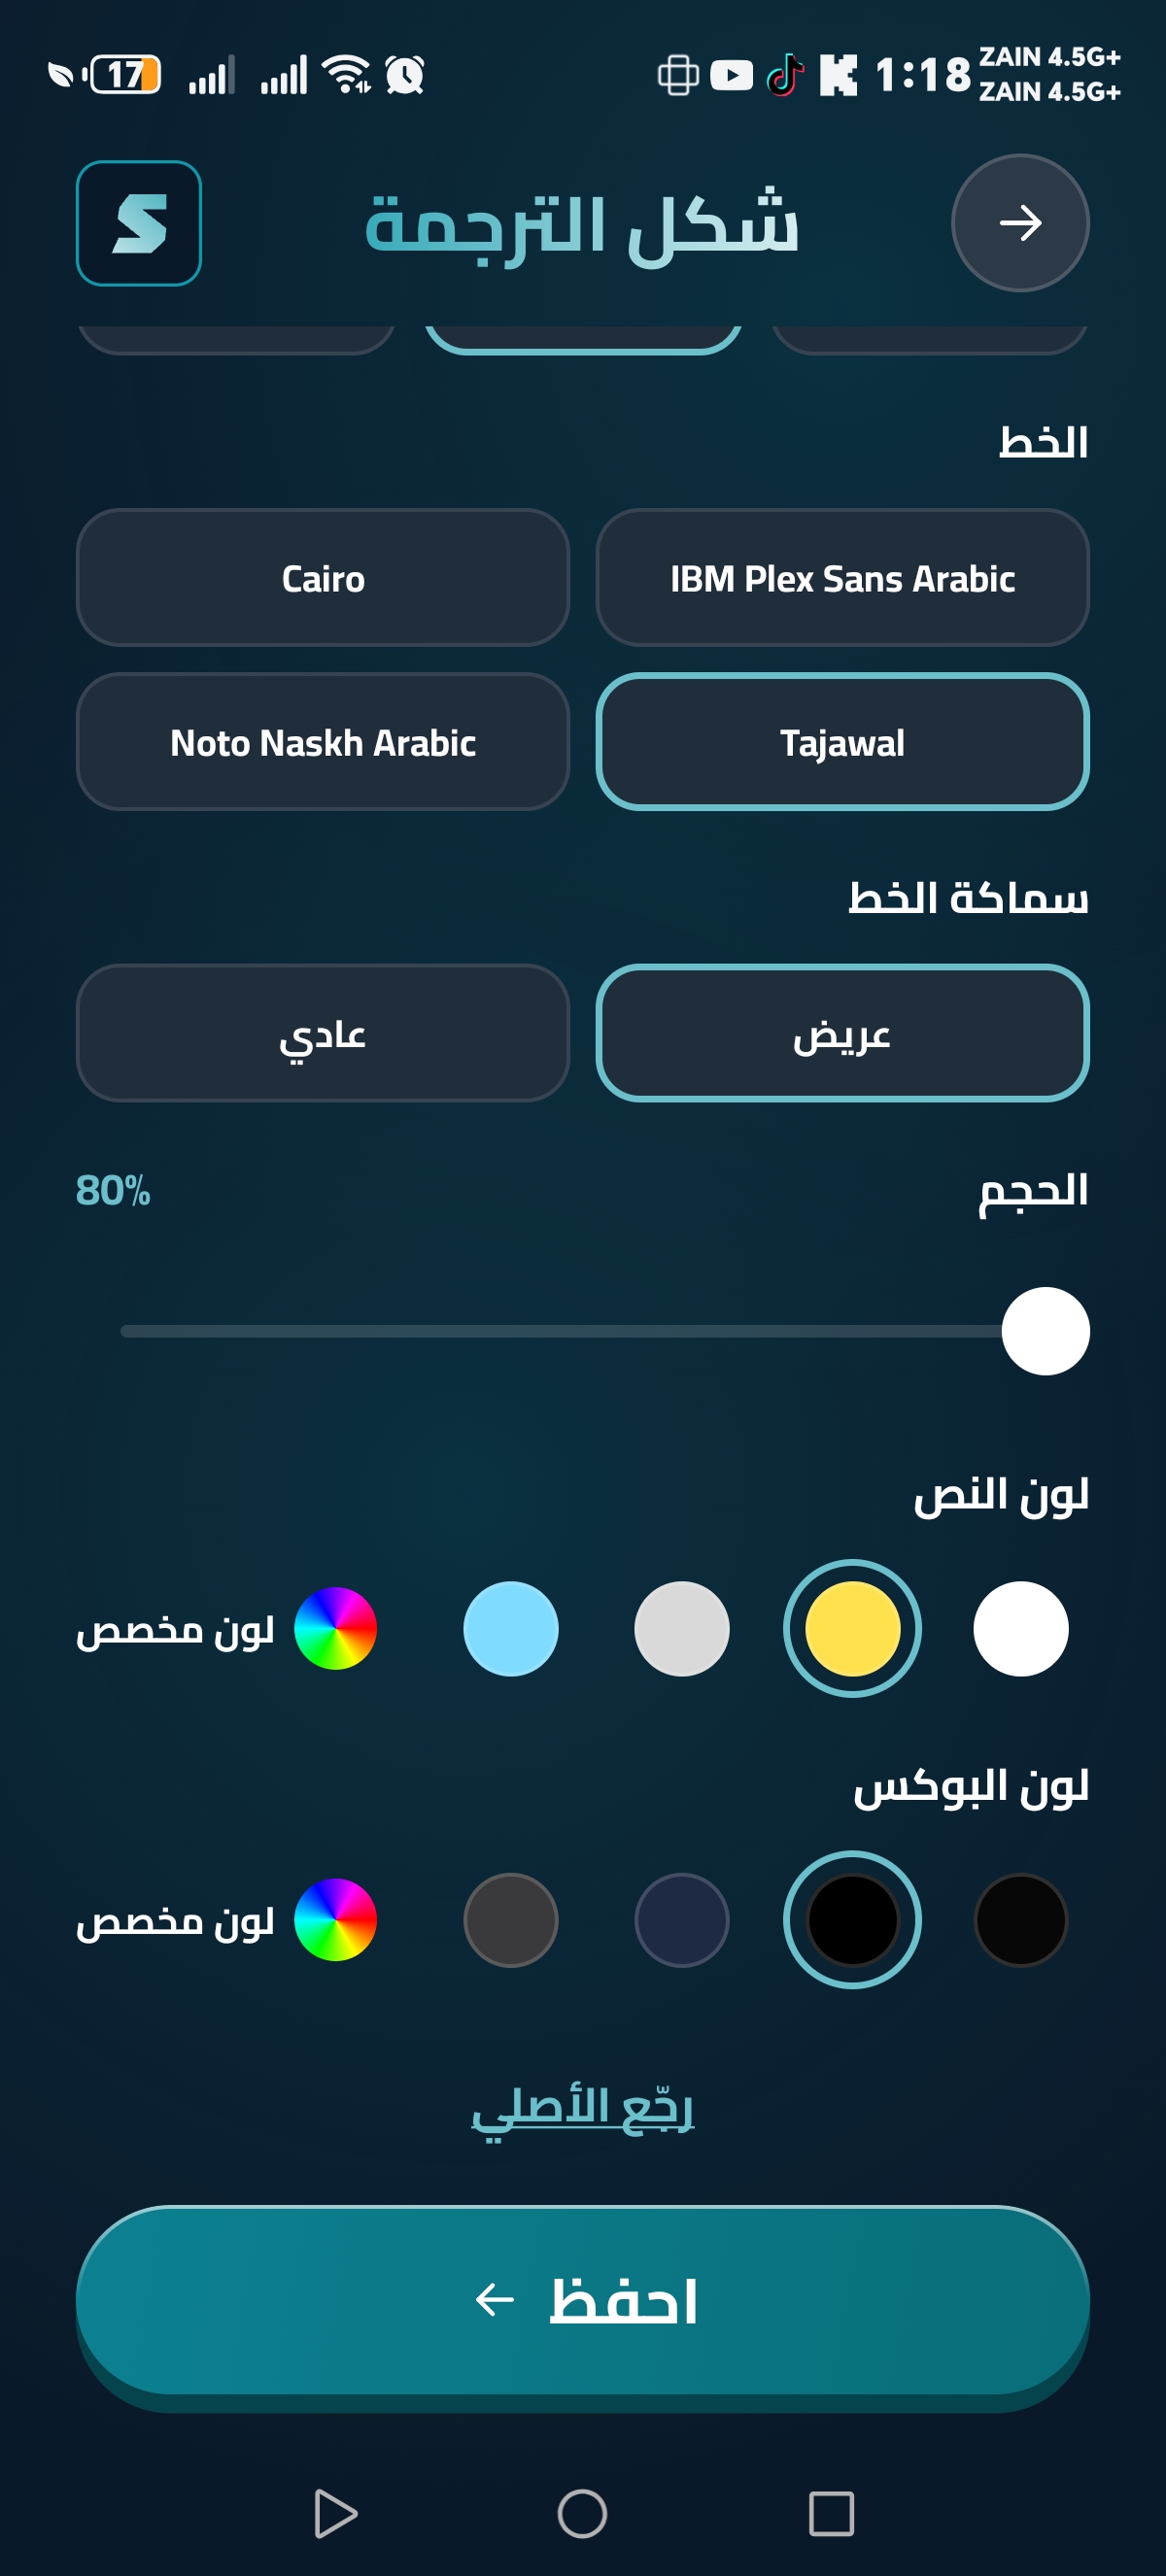 17
1:18
ZAIN 4.5G+
ZAIN 4.5G+
شكل الترجمة
الخط
IBM Plex Sans Arabic
Cairo
Tajawal
Noto Naskh Arabic
سماكة الخط
عريض
عادي
الحجم
80%
لون النص
لون مخصص
لون البوكس
لون مخصص
رجّع الأصلي
احفظ